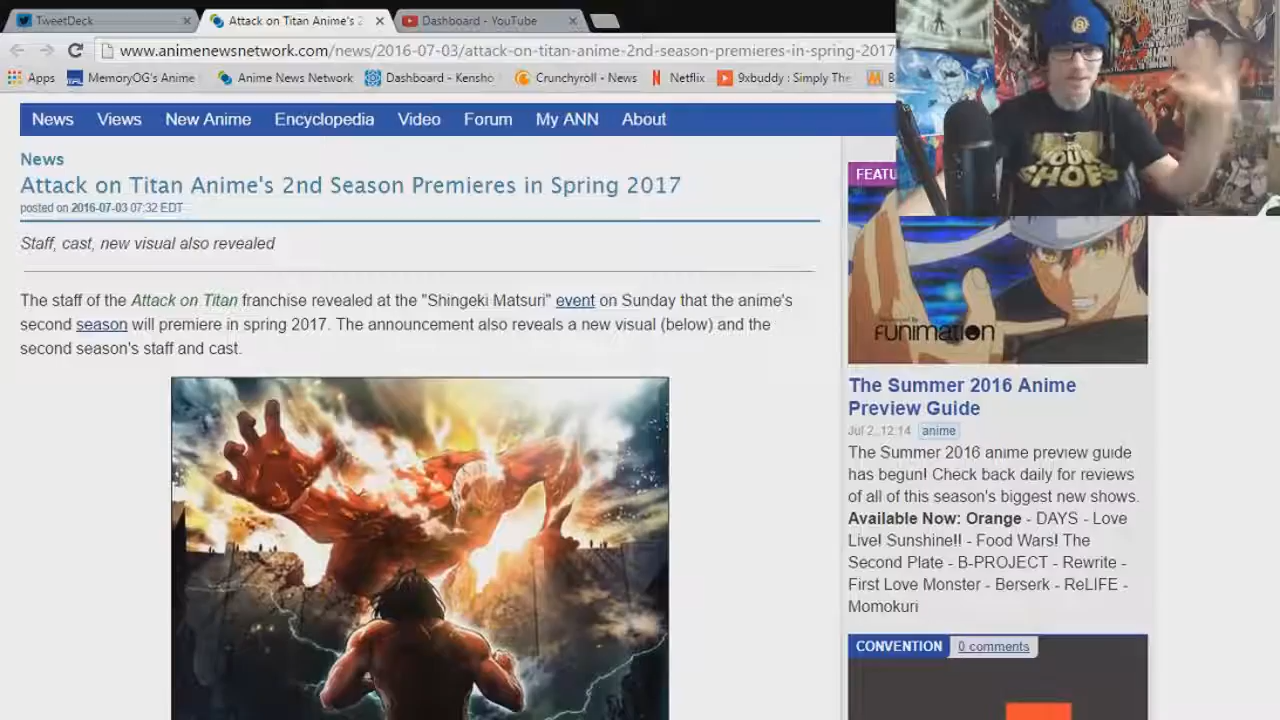 TweetDeck
Attack on Titan Anime's 2
Dashboard - YouTube
www.animenewsnetwork.com/news/2016-07-03/attack-on-titan-anime-2nd-season-premieres-in-spring-2017
Apps
MemoryOG's Anime
Anime News Network
Dashboard - Kensho
Crunchyroll - News
Netflix
9xbuddy : Simply The
News
Views
New Anime
Encyclopedia
Video
Forum
My ANN
About
News
Attack on Titan Anime's 2nd Season Premieres in Spring 2017
posted on 2016-07-03 07:32 EDT
Staff, cast, new visual also revealed
The staff of the Attack on Titan franchise revealed at the "Shingeki Matsuri" event on Sunday that the anime's
second season will premiere in spring 2017. The announcement also reveals a new visual (below) and the
second season's staff and cast.
YOUR
SHOES
FEATU
FUNIMATION
The Summer 2016 Anime
Preview Guide
Jul 2, 12:14
anime
The Summer 2016 anime preview guide
has begun! Check back daily for reviews
of all of this season's biggest new shows.
Available Now: Orange - DAYS - Love
Live! Sunshine!! - Food Wars! The
Second Plate - B-PROJECT - Rewrite -
First Love Monster - Berserk - ReLIFE -
Momokuri
CONVENTION
0 comments